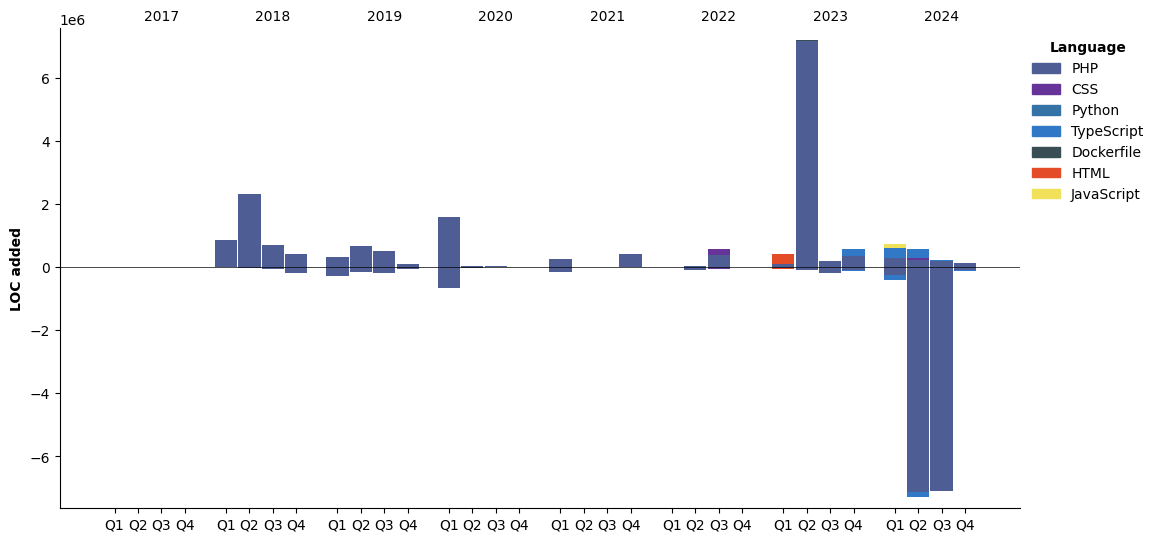 1e6
2017 2018 2019 2020 2021 2022 2023 2024
Language
PHP
CSS
Python
TypeScript
Dockerfile
HTML
JavaScript
LOC added
6
4
2
0
−2
−4
−6
Q1 Q2 Q3 Q4 Q1 Q2 Q3 Q4 Q1 Q2 Q3 Q4 Q1 Q2 Q3 Q4 Q1 Q2 Q3 Q4 Q1 Q2 Q3 Q4 Q1 Q2 Q3 Q4 Q1 Q2 Q3 Q4